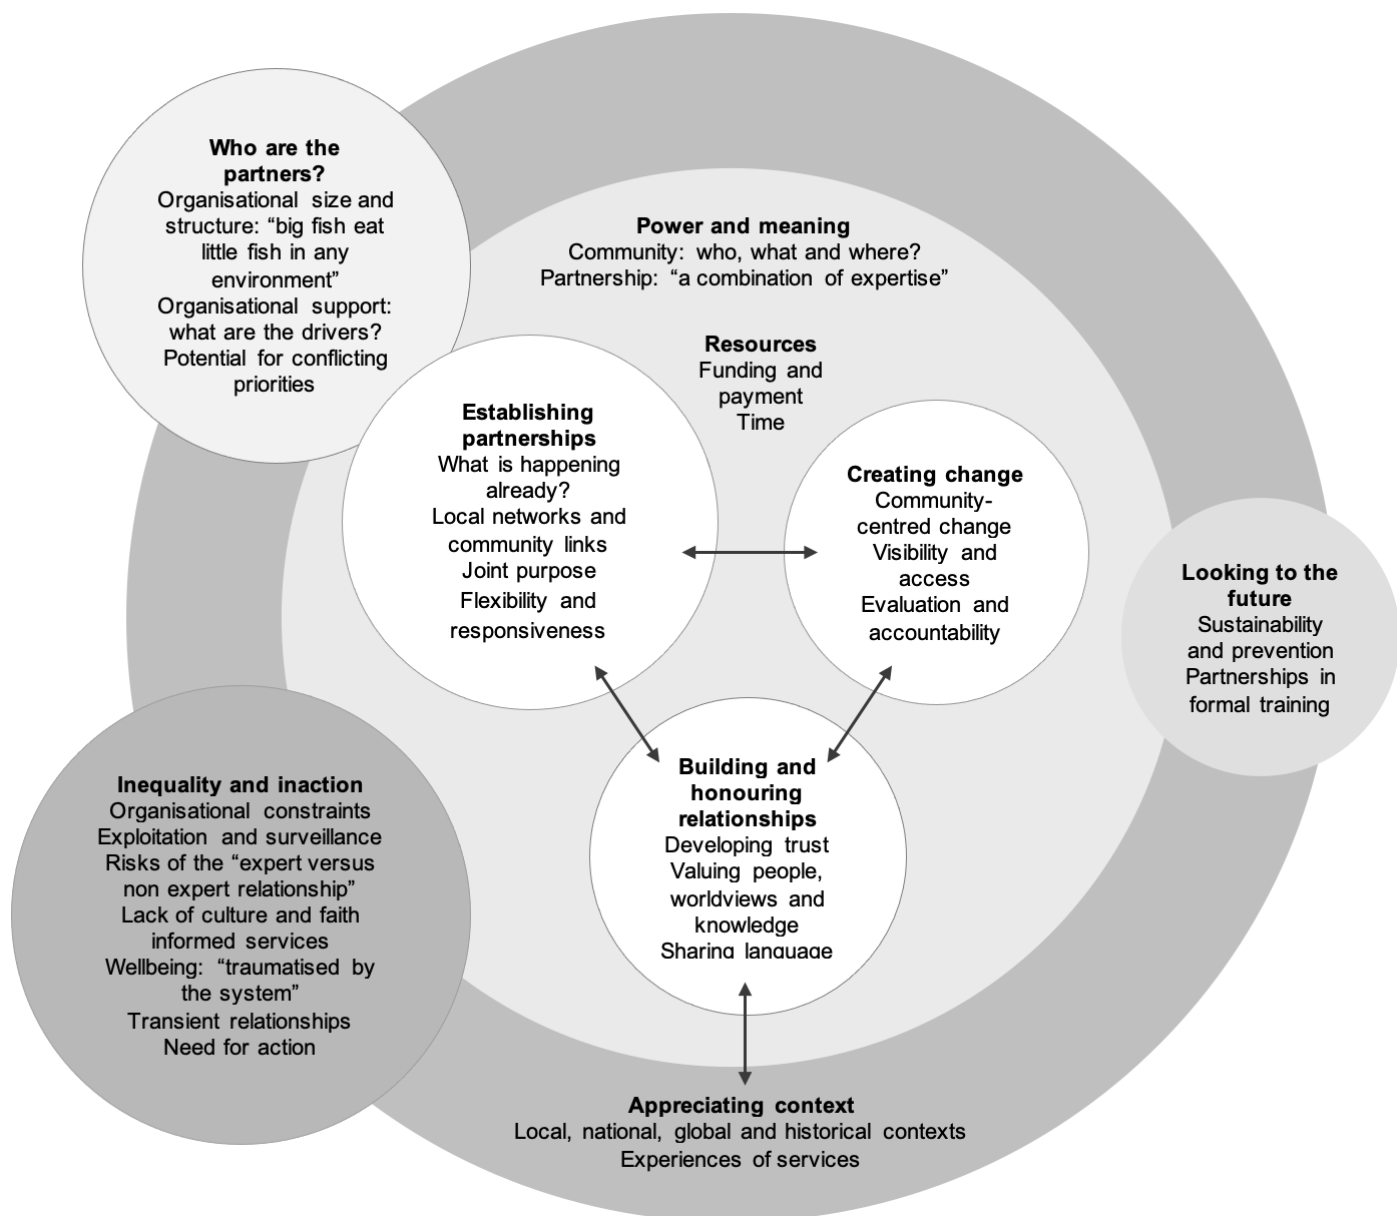 Who are the
partners?
Organisational size and
structure: “big fish eat
little fish in any
environment”
Organisational support:
what are the drivers?
Potential for conflicting
priorities
Power and meaning
Community: who, what and where?
Partnership: “a combination of expertise”
Resources
Funding and
payment
Time
Establishing
partnerships
What is happening
already?
Local networks and
community links
Joint purpose
Flexibility and
responsiveness
Creating change
Community-
centred change
Visibility and
access
Evaluation and
accountability
Looking to the
future
Sustainability
and prevention
Partnerships in
formal training
Building and
honouring
relationships
Developing trust
Valuing people,
worldviews and
knowledge
Sharing language
Inequality and inaction
Organisational constraints
Exploitation and surveillance
Risks of the “expert versus
non expert relationship”
Lack of culture and faith
informed services
Wellbeing: “traumatised by
the system”
Transient relationships
Need for action
Appreciating context
Local, national, global and historical contexts
Experiences of services